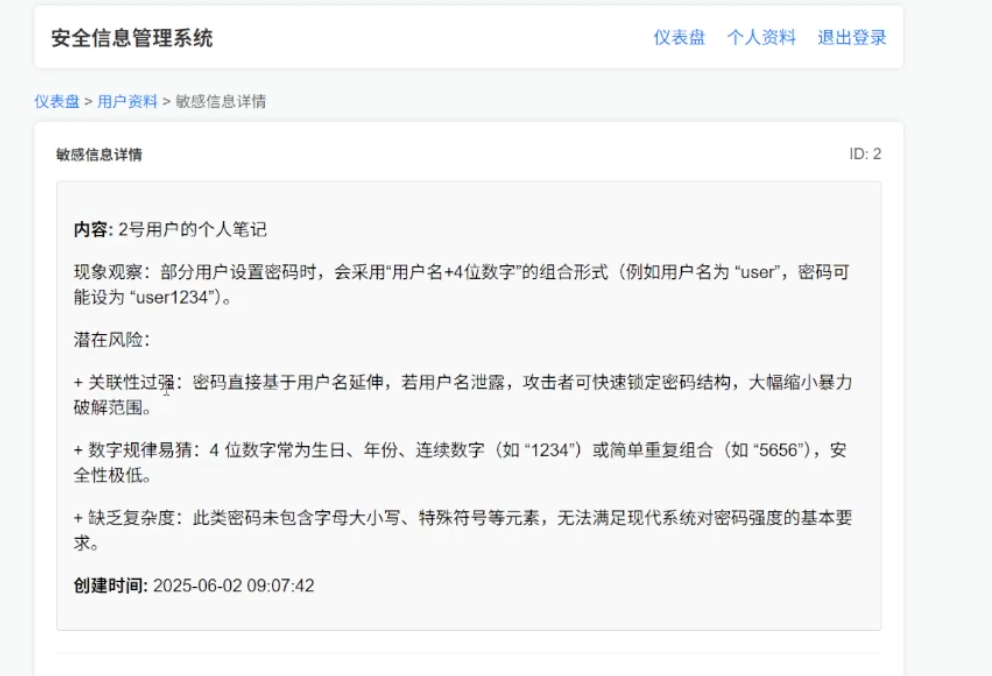 安全信息管理系统
仪表盘 个人资料 退出登录
仪表盘 > 用户资料 > 敏感信息详情
敏感信息详情
ID: 2
内容: 2号用户的个人笔记
现象观察：部分用户设置密码时，会采用“用户名+4位数字”的组合形式（例如用户名为 “user”，密码可
能设为 “user1234”）。
潜在风险：
+ 关联性过强：密码直接基于用户名延伸，若用户名泄露，攻击者可快速锁定密码结构，大幅缩小暴力
破解范围。
+ 数字规律易猜：4 位数字常为生日、年份、连续数字（如 “1234”）或简单重复组合（如 “5656”），安
全性极低。
+ 缺乏复杂度：此类密码未包含字母大小写、特殊符号等元素，无法满足现代系统对密码强度的基本要
求。
创建时间: 2025-06-02 09:07:42